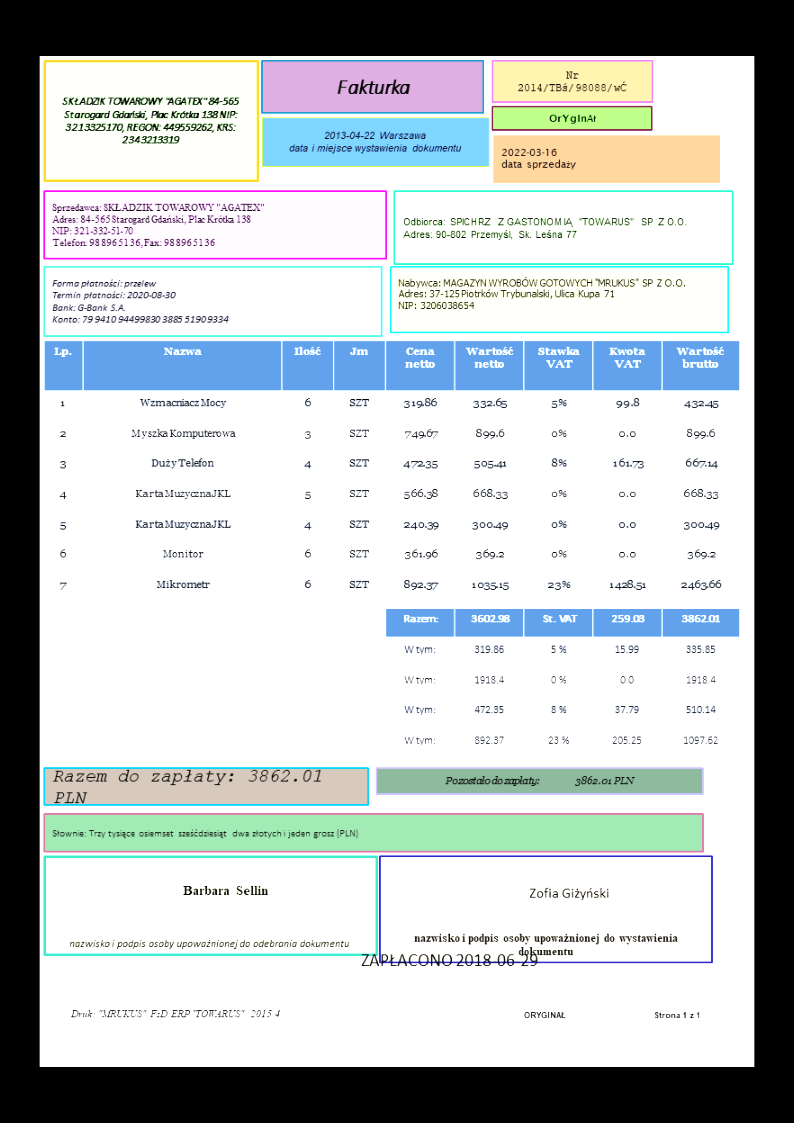 SKŁADZIK TOWAROWY "AGATEX" 84-565
Starogard Gdański, Plac Krótka 138 NIP:
3213325170, REGON: 449559262, KRS:
2343213319
Fakturka
Nr
2014/TBś/98088/wĆ
OrYgInAł
2013-04-22 Warszawa
data i miejsce wystawienia dokumentu
2022-03-16
data sprzedaży
Sprzedawca: SKŁADZIK TOWAROWY "AGATEX"
Adres: 84-565 Starogard Gdański, Plac Krótka 138
NIP: 321-332-51-70
Telefon: 988965136, Fax: 988965136
Odbiorca: SPICHRZ Z GASTONOMIĄ "TOWARUS" SP Z O.O.
Adres: 90-802 Przemyśl, Sk. Leśna 77
Forma płatności: przelew
Termin płatności: 2020-08-30
Bank: G-Bank S.A.
Konto: 79 9410 9449 9830 3885 5190 9334
Nabywca: MAGAZYN WYROBÓW GOTOWYCH "MRUKUS" SP Z O.O.
Adres: 37-125 Piotrków Trybunalski, Ulica Kupa 71
NIP: 3206038654
Lp. Nazwa Ilość Jm Cena netto Wartość netto Stawka VAT Kwota VAT Wartość brutto
1 Wzmacniacz Mocy 6 SZT 319.86 332.65 5% 99.8 432.45
2 Myszka Komputerowa 3 SZT 749.67 899.6 0% 0.0 899.6
3 Duży Telefon 4 SZT 472.35 505.41 8% 161.73 667.14
4 Karta Muzyczna JKL 5 SZT 566.38 668.33 0% 0.0 668.33
5 Karta Muzyczna JKL 4 SZT 240.39 300.49 0% 0.0 300.49
6 Monitor 6 SZT 361.96 369.2 0% 0.0 369.2
7 Mikrometr 6 SZT 892.37 1035.15 23% 1428.51 2463.66
Razem: 3602.98 St. VAT 259.03 3862.01
W tym: 319.86 5 % 15.99 335.85
W tym: 1918.4 0 % 0.0 1918.4
W tym: 472.35 8 % 37.79 510.14
W tym: 892.37 23 % 205.25 1097.62
Razem do zapłaty: 3862.01
PLN
Pozostało do zapłaty: 3862.01 PLN
Słownie: Trzy tysiące osiemset sześćdziesiąt dwa złotych i jeden grosz (PLN)
Barbara Sellin
nazwisko i podpis osoby upoważnionej do odebrania dokumentu
Zofia Giżyński
nazwisko i podpis osoby upoważnionej do wystawienia
dokumentu
ZAPŁACONO 2018-06-29
Druk: "MRUKUS" FzD ERP "TOWARUS" 2015.4
ORYGINAŁ
Strona 1 z 1